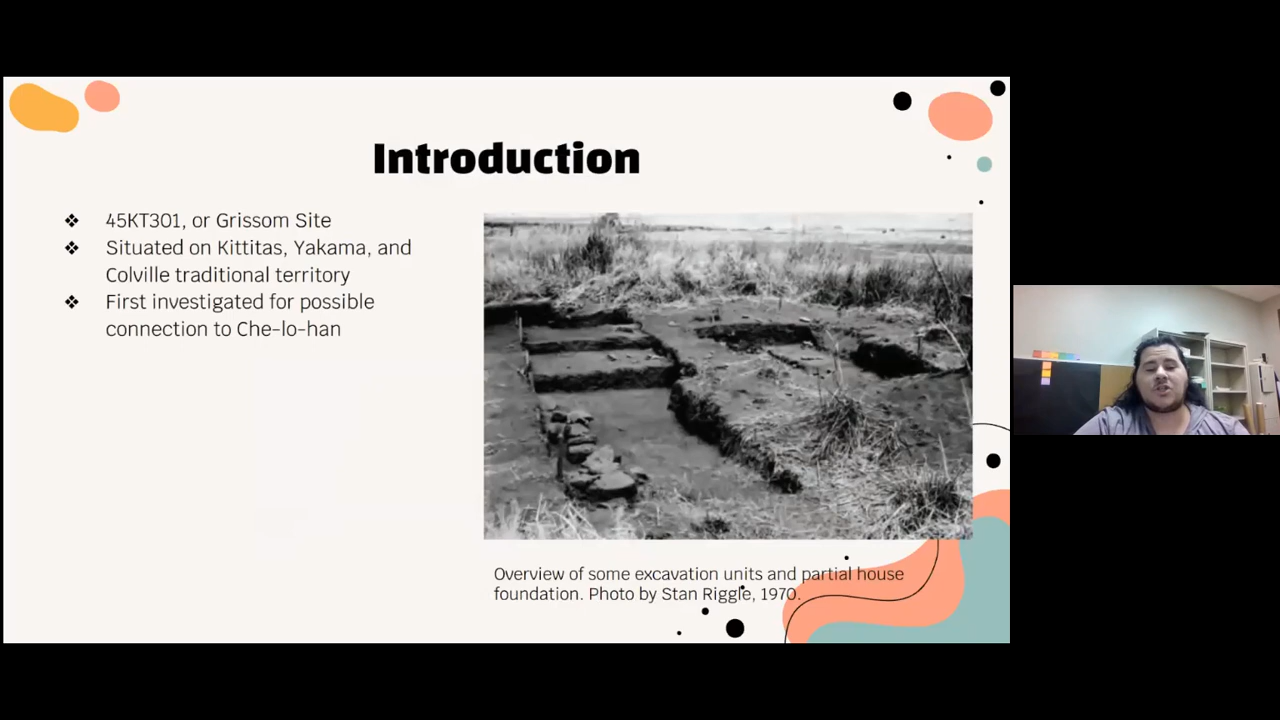 Introduction
❖ 45KT301, or Grissom Site
❖ Situated on Kittitas, Yakama, and
Colville traditional territory
❖ First investigated for possible
connection to Che-lo-han
Overview of some excavation units and partial house
foundation. Photo by Stan Riggle, 1970.